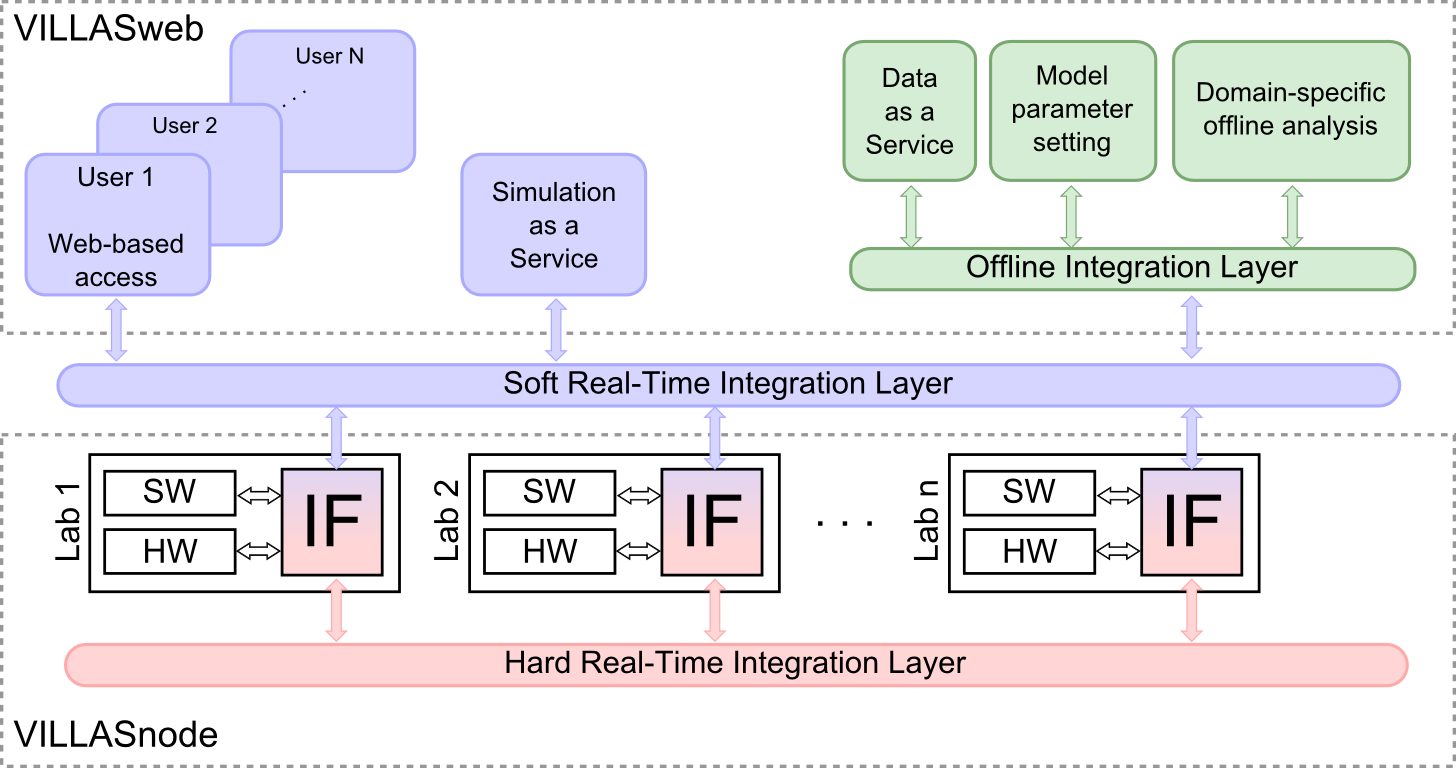 VILLASweb
User N
. . .
User 2
User 1
Web-based
access
Simulation
as a
Service
Data
as a
Service
Model
parameter
setting
Domain-specific
offline analysis
Offline Integration Layer
Soft Real-Time Integration Layer
Lab 1
SW
HW
IF
Lab 2
SW
HW
IF
. . .
Lab n
SW
HW
IF
Hard Real-Time Integration Layer
VILLASnode